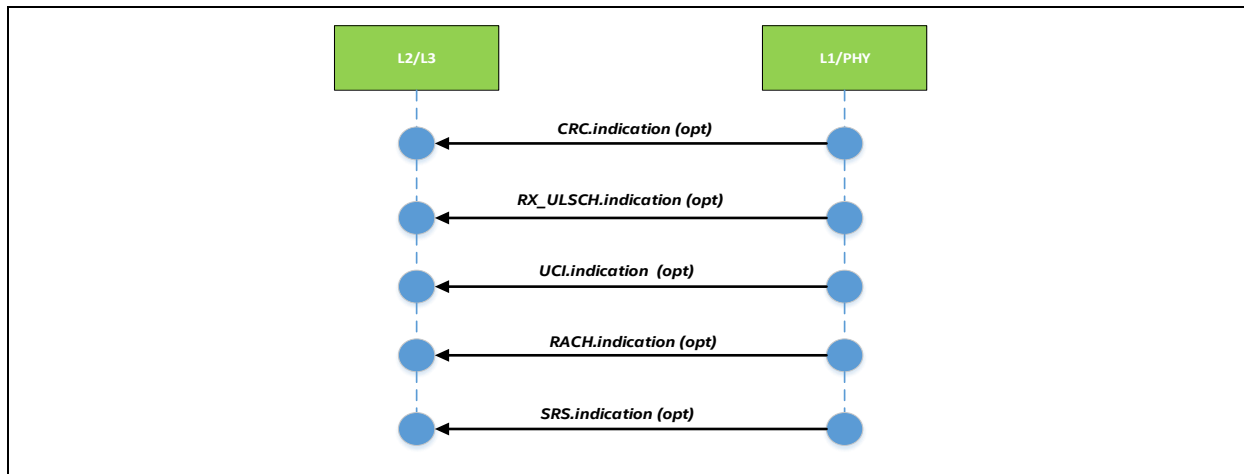 L2/L3
L1/PHY
CRC.indication (opt)
RX_ULSCH.indication (opt)
UCI.indication (opt)
RACH.indication (opt)
SRS.indication (opt)